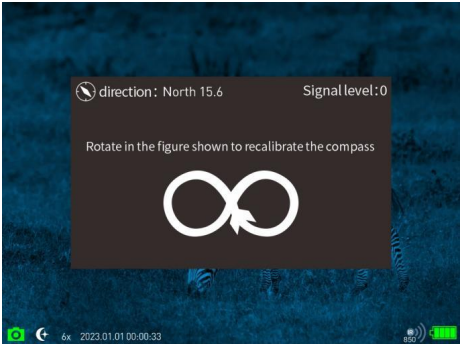 direction: North 15.6 Signal level:0
Rotate in the figure shown to recalibrate the compass
6x 2023.01.01 00:00:33 850